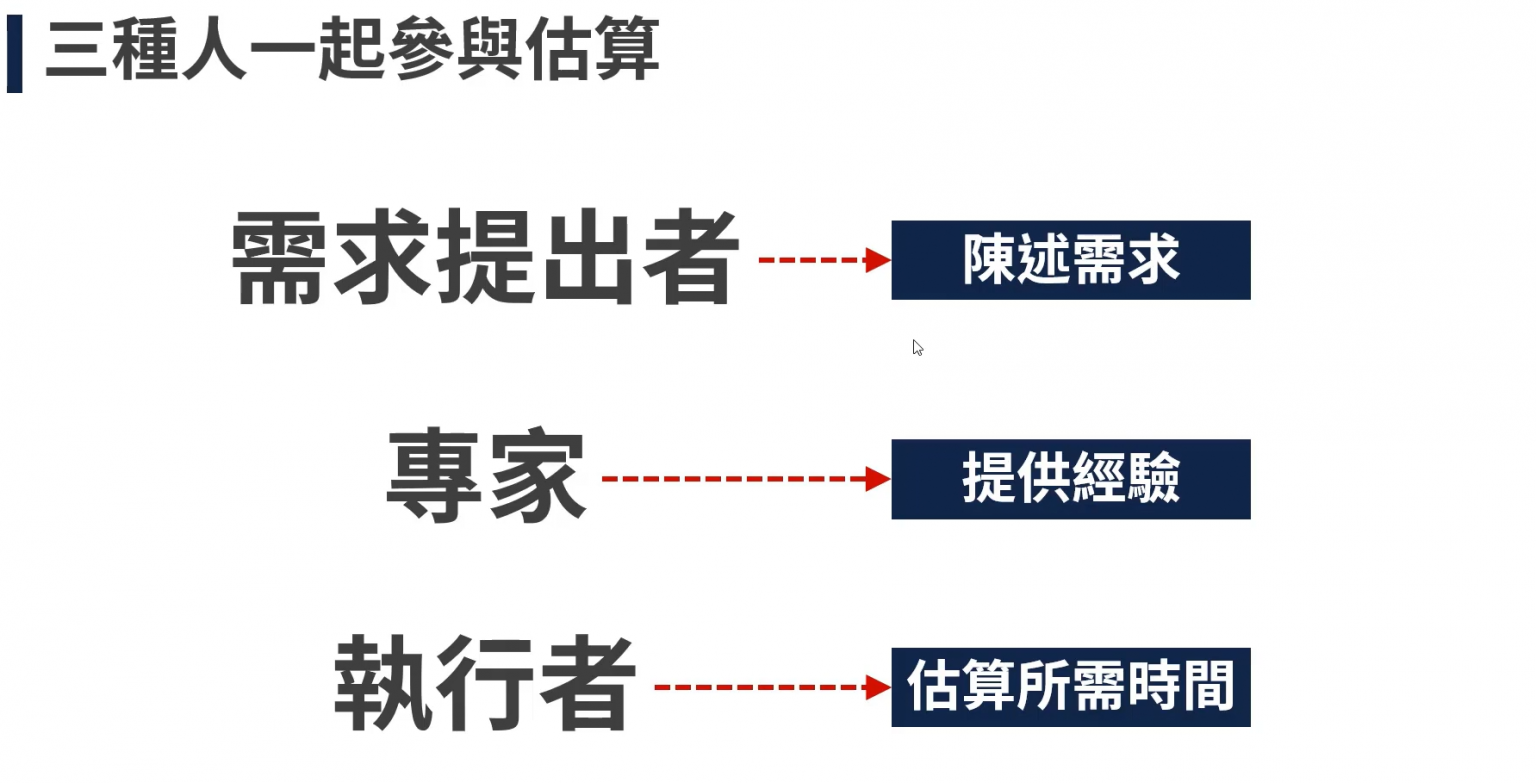 三種人一起參與估算
需求提出者
陳述需求
專家
提供經驗
執行者
估算所需時間